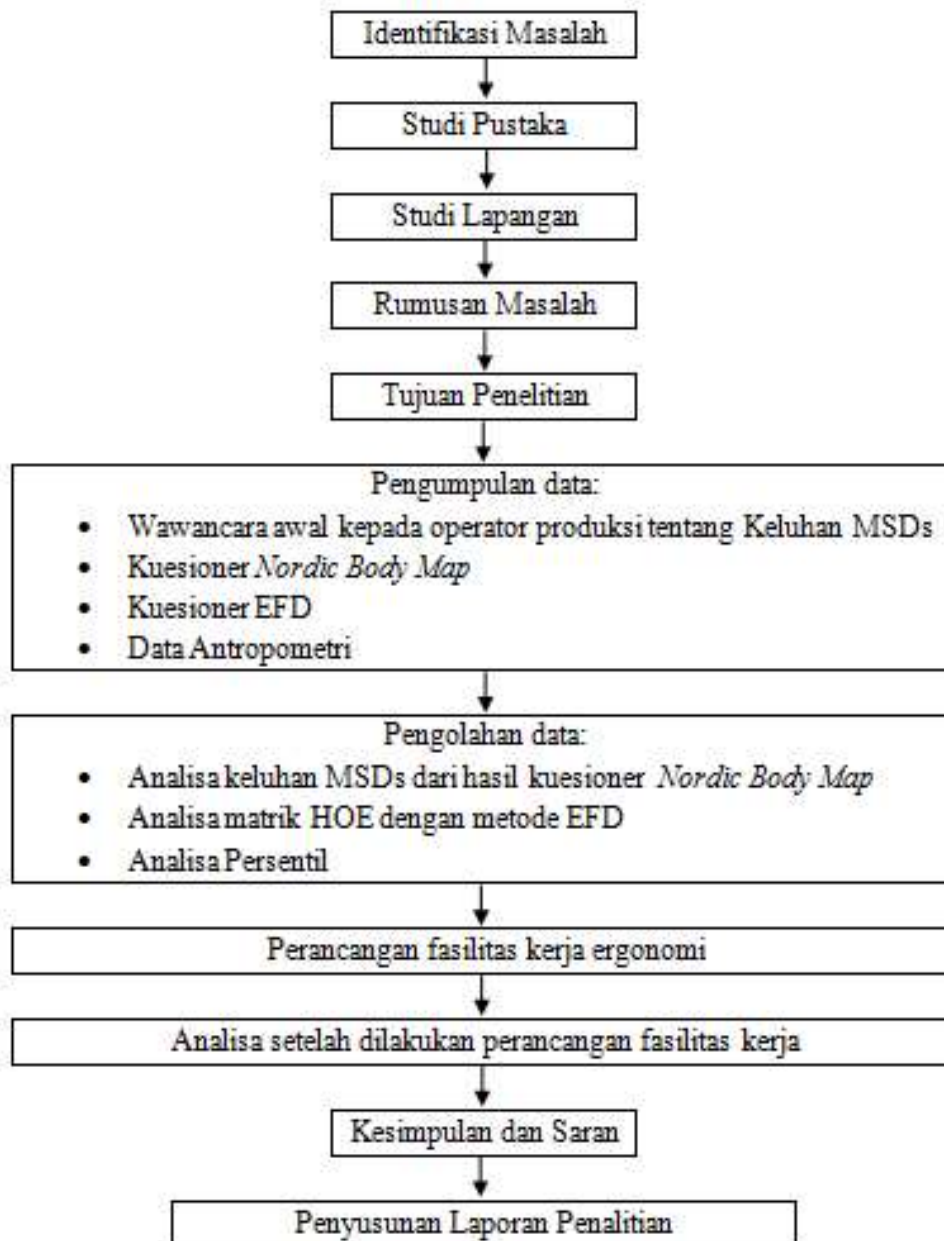 Identifikasi Masalah
Studi Pustaka
Studi Lapangan
Rumusan Masalah
Tujuan Penelitian
Pengumpulan data:
• Wawancara awal kepada operator produksi tentang Keluhan MSDs
• Kuesioner Nordic Body Map
• Kuesioner EFD
• Data Antropometri
Pengolahan data:
• Analisa keluhan MSDs dari hasil kuesioner Nordic Body Map
• Analisa matrik HOE dengan metode EFD
• Analisa Persentil
Perancangan fasilitas kerja ergonomi
Analisa setelah dilakukan perancangan fasilitas kerja
Kesimpulan dan Saran
Penyusunan Laporan Penalitian